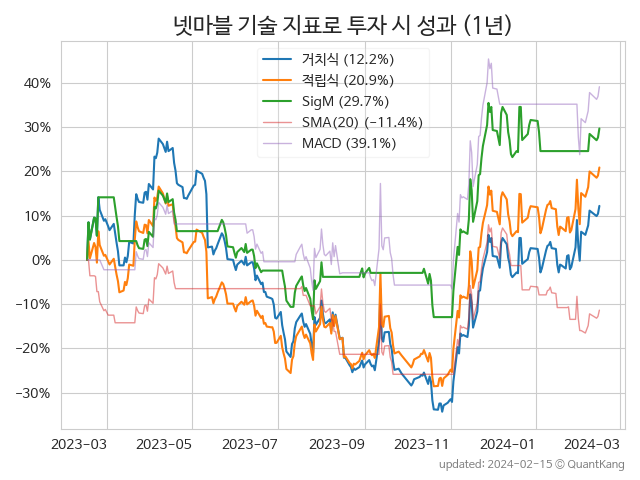 넷마블 기술 지표로 투자 시 성과 (1년)
거치식 (12.2%)
적립식 (20.9%)
SigM (29.7%)
SMA(20) (−11.4%)
MACD (39.1%)
40%
30%
20%
10%
0%
−10%
−20%
−30%
2023-03 2023-05 2023-07 2023-09 2023-11 2024-01 2024-03
updated: 2024-02-15 ⓒ QuantKang